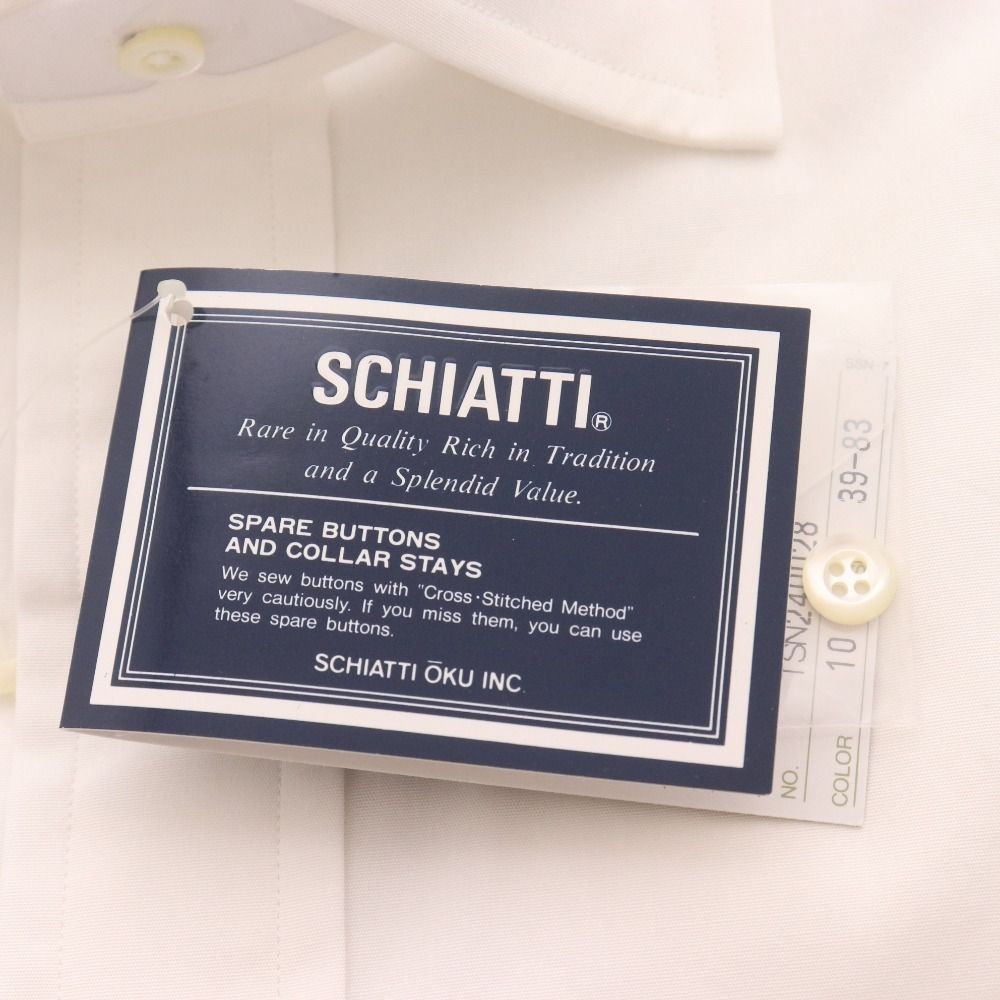 SCHIATTI®
Rare in Quality Rich in Tradition
and a Splendid Value.
SPARE BUTTONS
AND COLLAR STAYS
We sew buttons with "Cross·Stitched Method"
very cautiously. If you miss them, you can use
these spare buttons.
SCHIATTI ŌKU INC.
39-83
NO.
COLOR 10